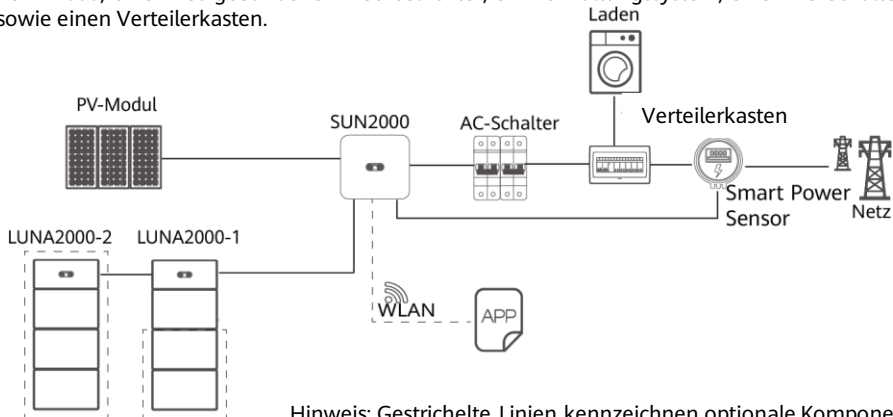 sowie einen Verteilerkasten.
Laden
PV-Modul
SUN2000
AC-Schalter
Verteilerkasten
Smart Power
Sensor
Netz
LUNA2000-2
LUNA2000-1
WLAN
APP
Hinweis: Gestrichelte Linien kennzeichnen optionale